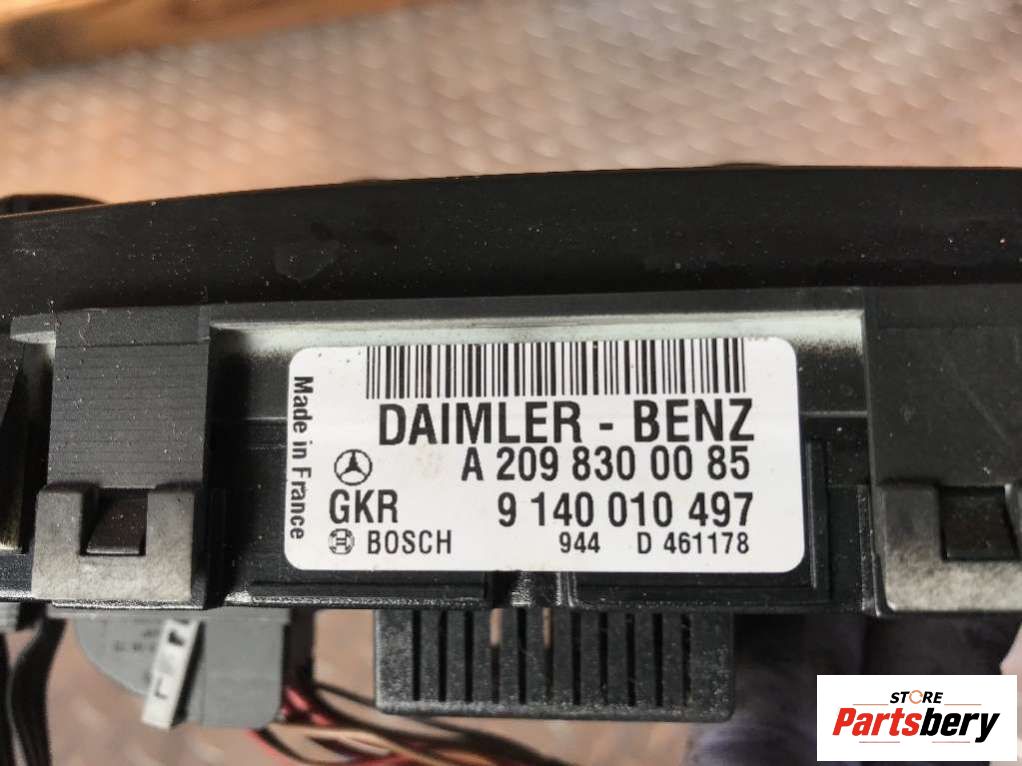 Made in France
DAIMLER - BENZ
A 209 830 00 85
GKR 9 140 010 497
BOSCH 944 D 461178
STORE
Partsbery